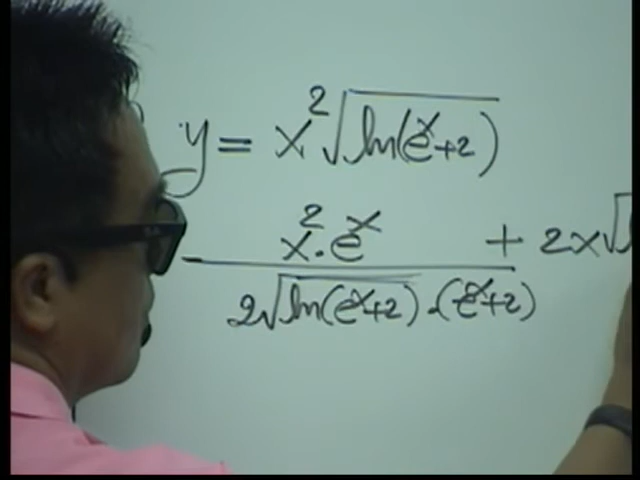 y = x²√ln(eˣ+2)
x²·eˣ + 2x√
2√ln(eˣ+2) · (eˣ+2)